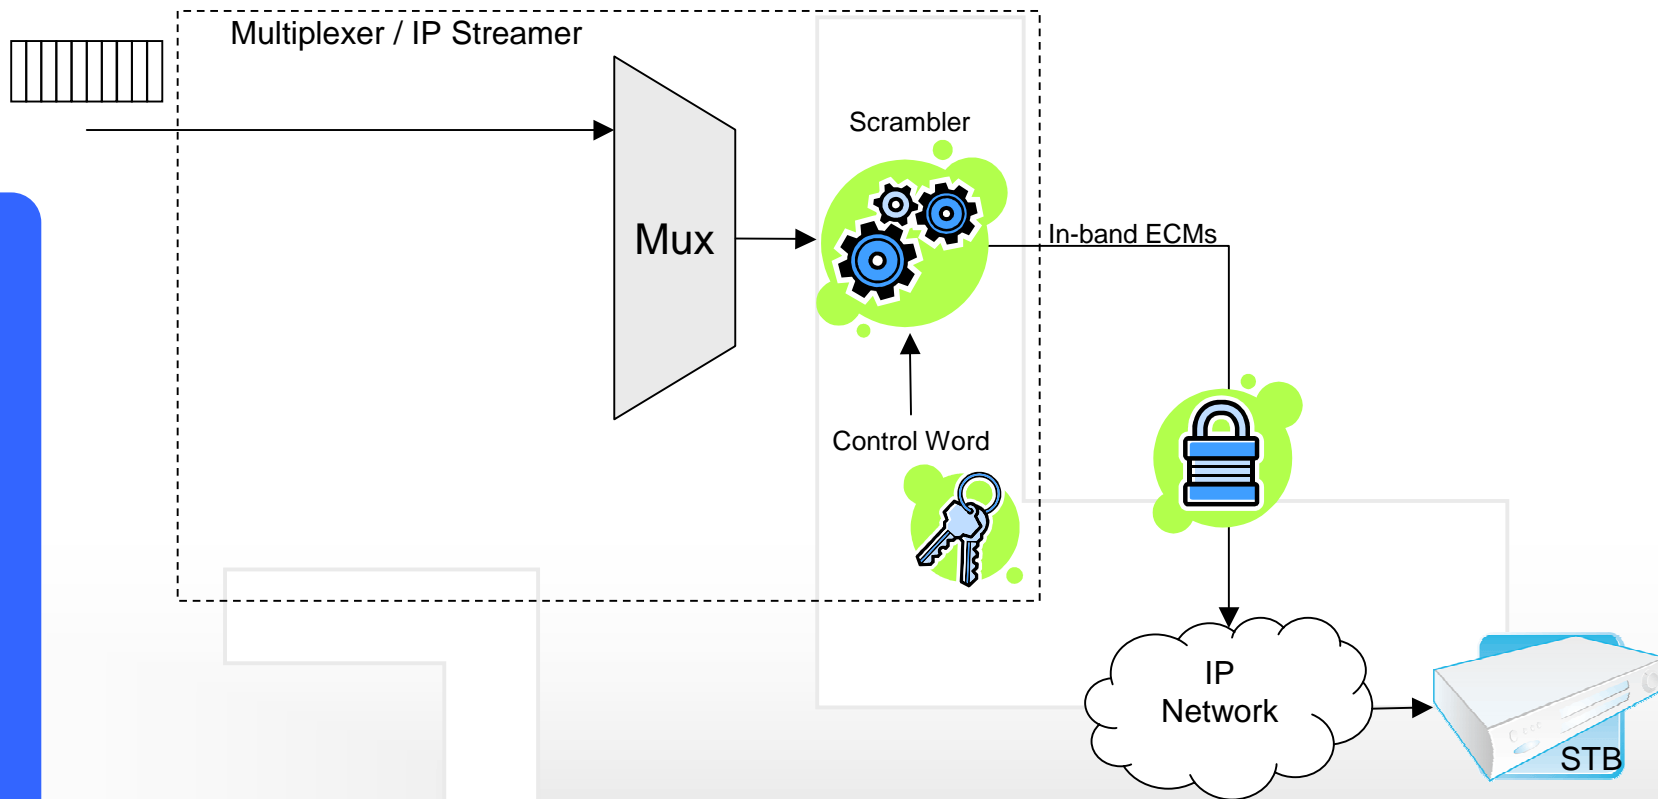 Multiplexer / IP Streamer
Scrambler
Mux
In-band ECMs
Control Word
IP
Network
STB